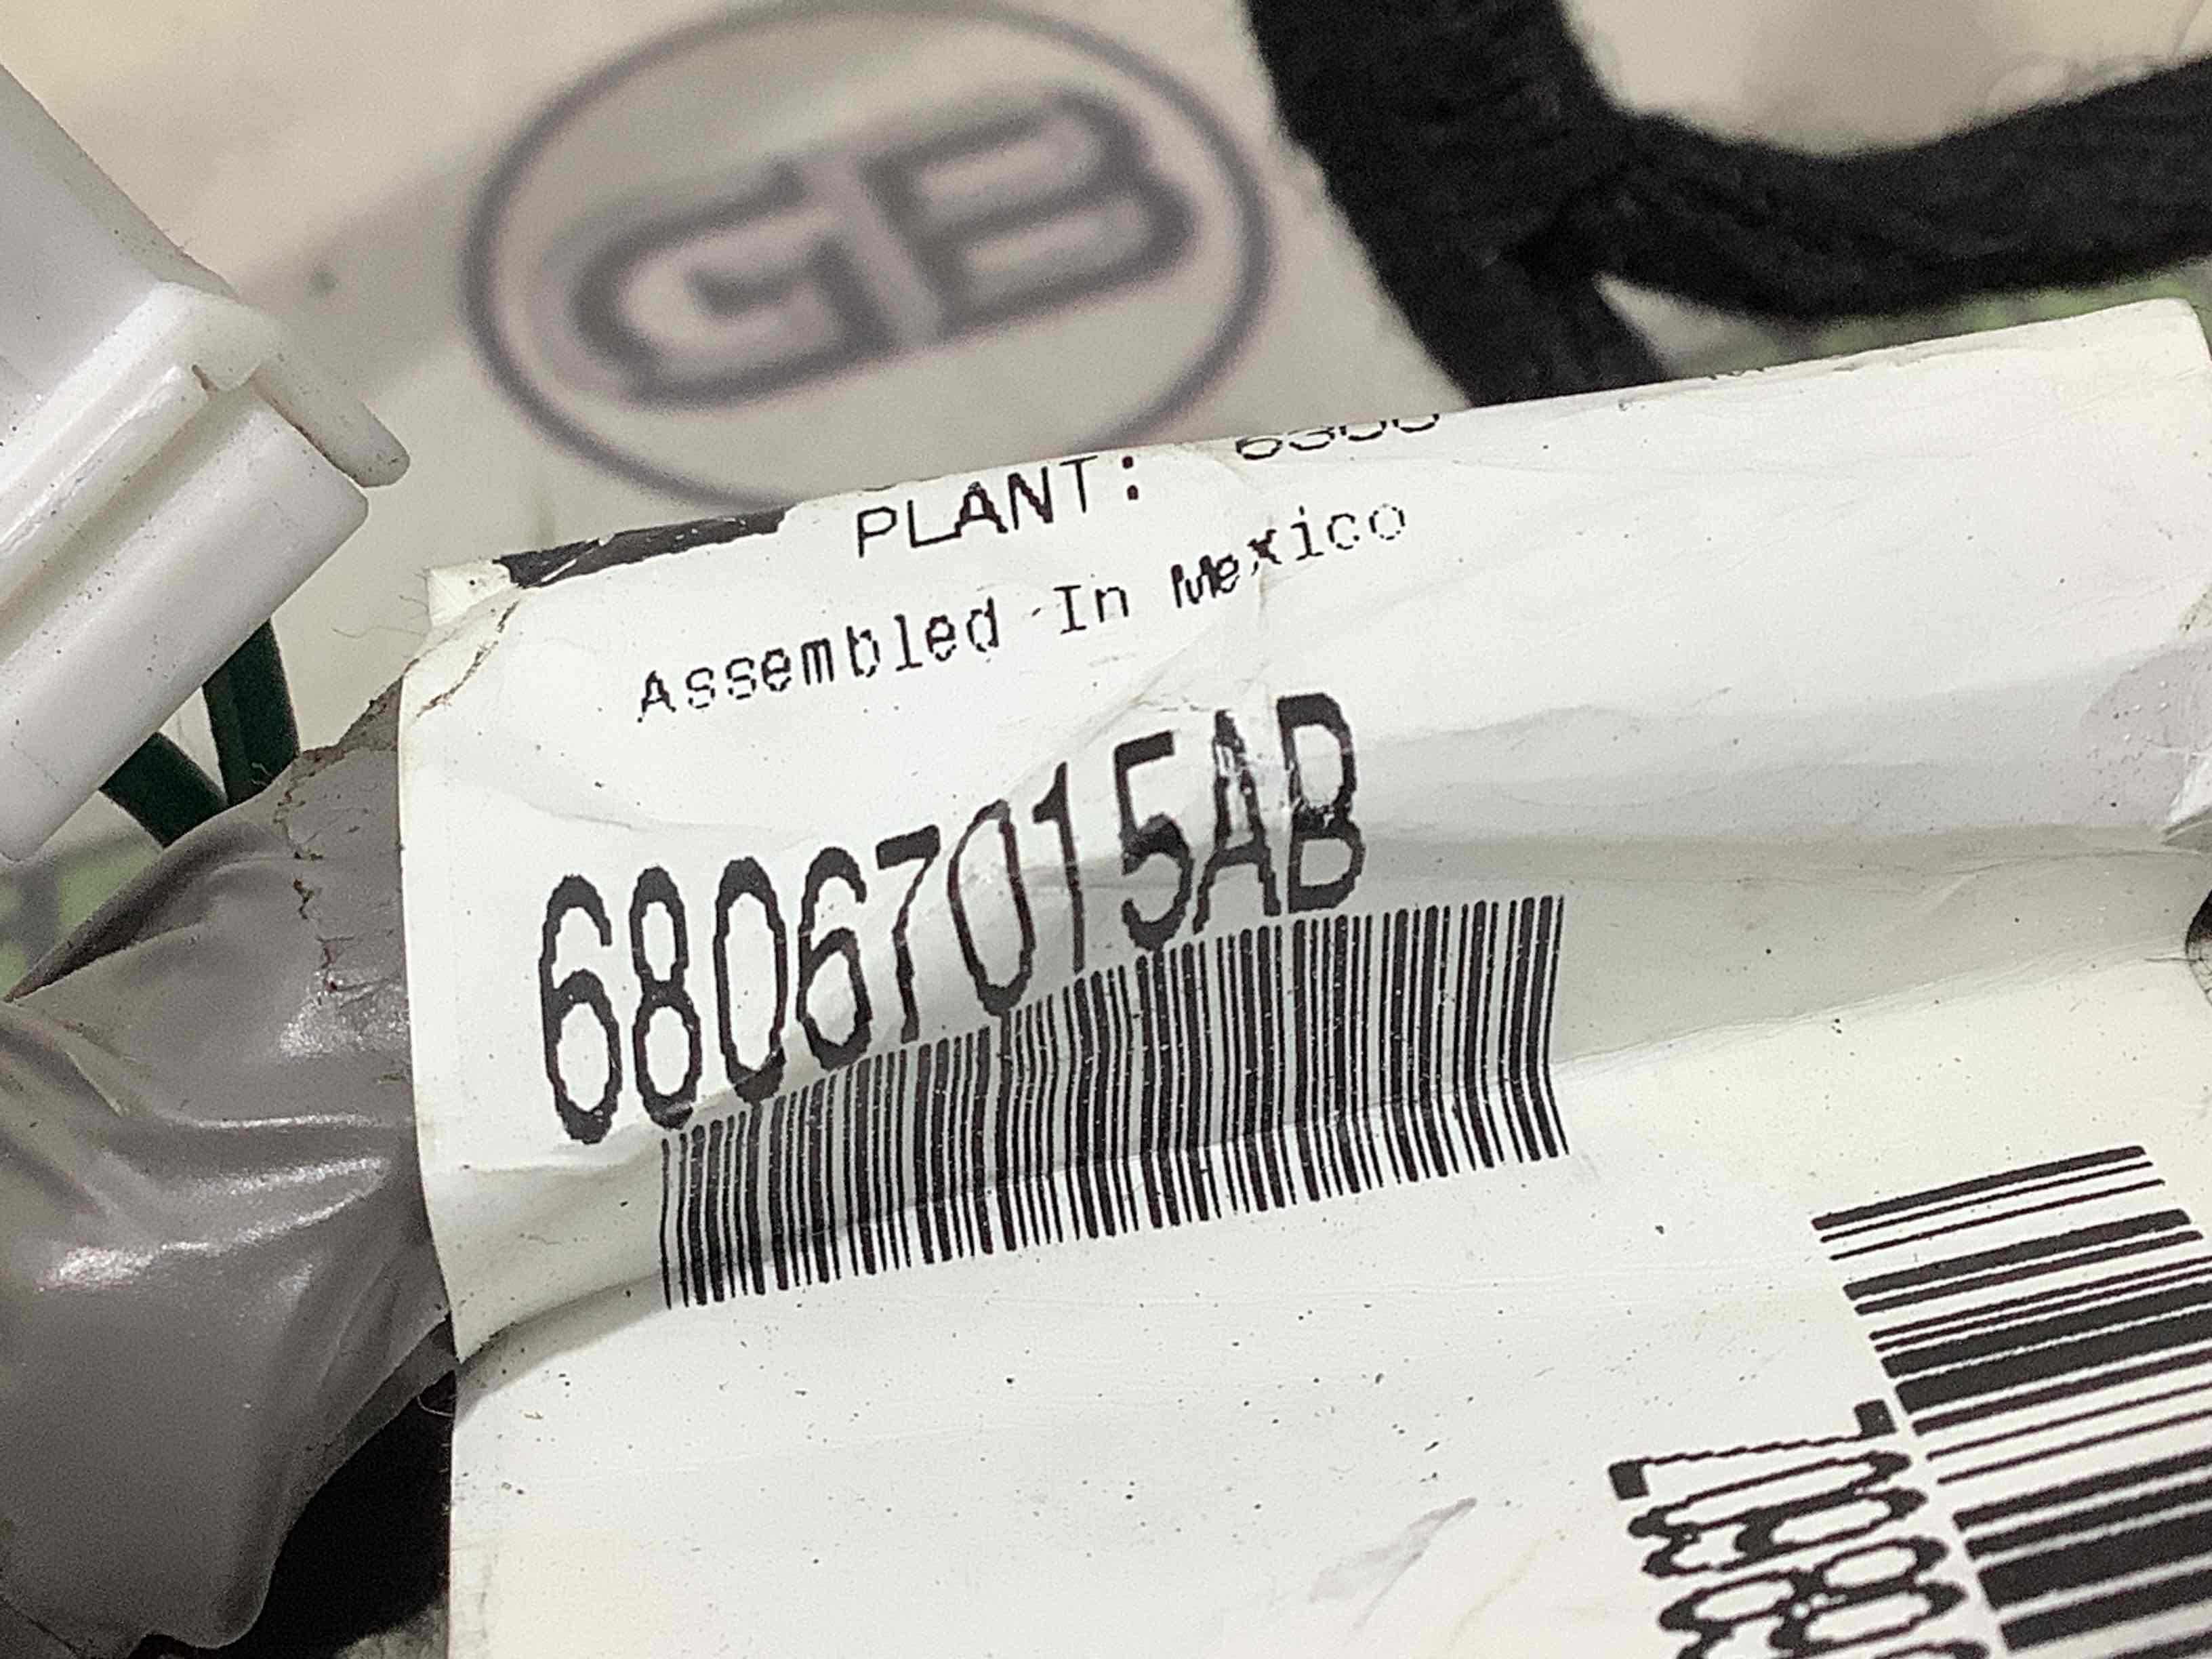 GB
PLANT:
Assembled In Mexico
68067015AB